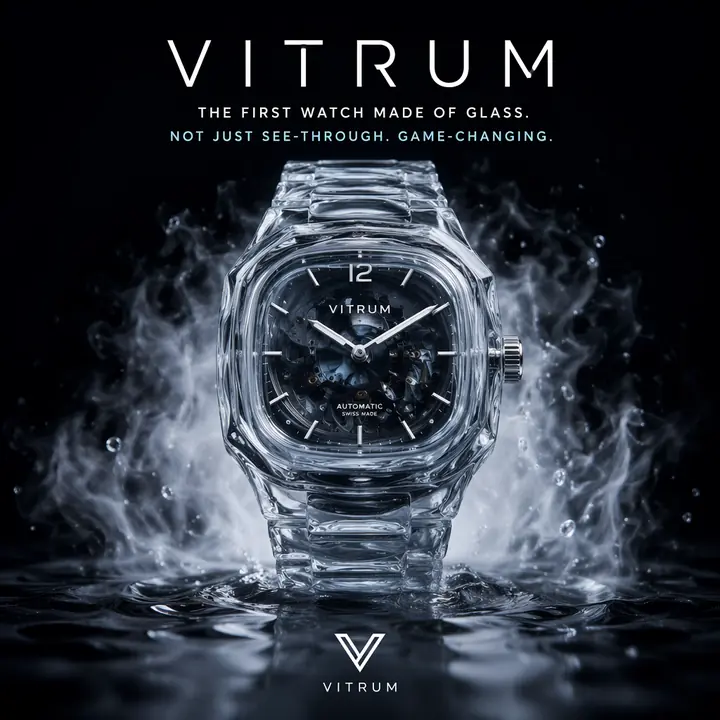 VITRUM
THE FIRST WATCH MADE OF GLASS.
NOT JUST SEE-THROUGH. GAME-CHANGING.
12
VITRUM
AUTOMATIC
SWISS MADE
VITRUM